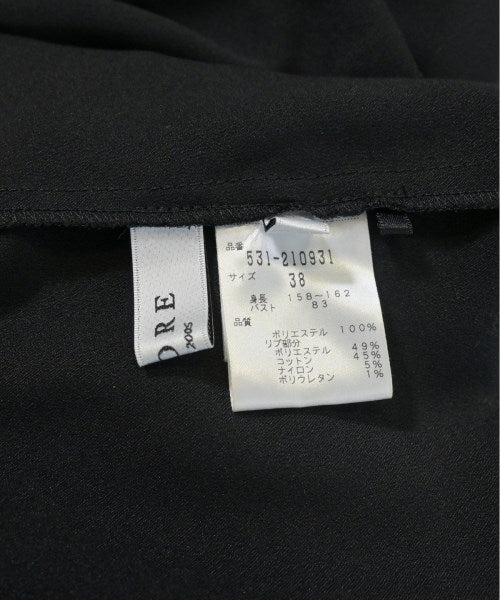 ORE
2005
品番
531-210931
サイズ
38
身長 158~162
バスト 83
品質
ポリエステル 100%
リブ部分
ポリエステル 49%
コットン 45%
ナイロン 5%
ポリウレタン 1%